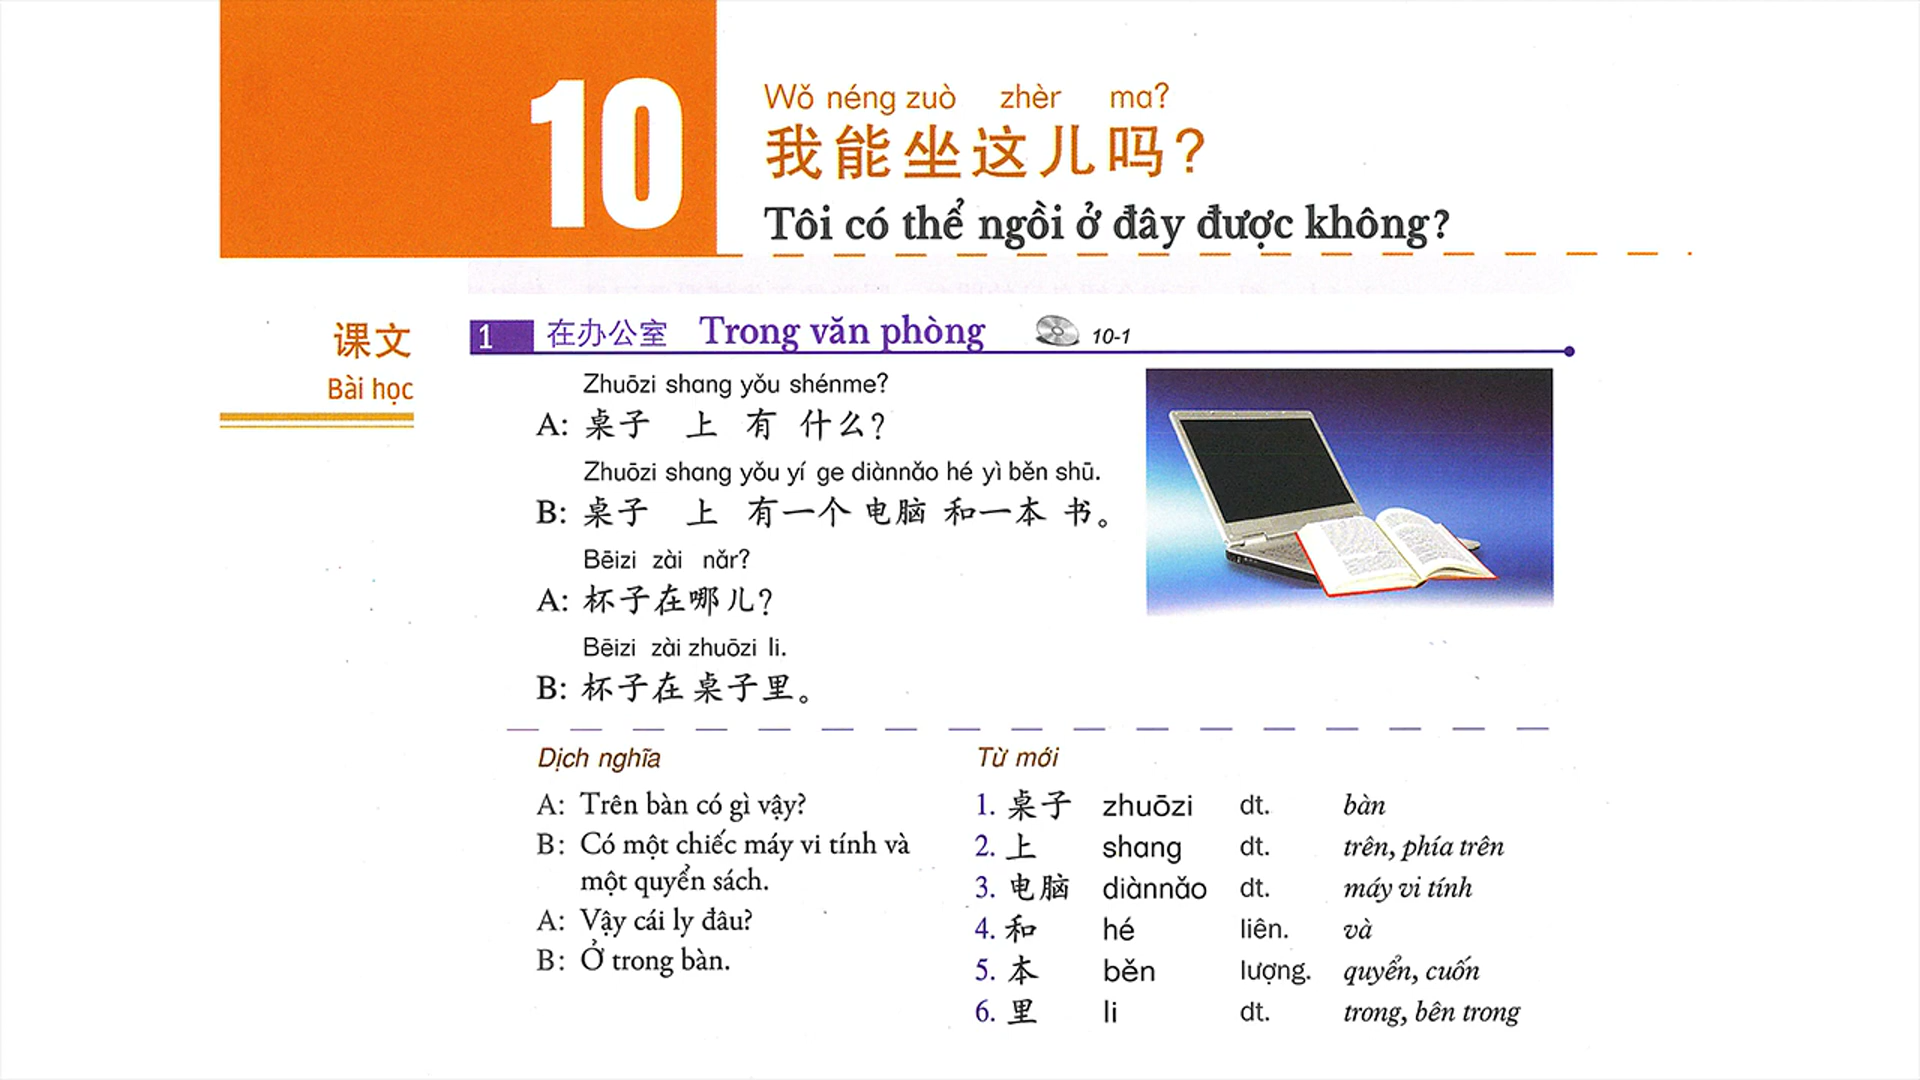 10
Wǒ néng zuò zhèr ma?
我能坐这儿吗?
Tôi có thể ngồi ở đây được không?
课文
Bài học
1 在办公室 Trong văn phòng 10-1
Zhuōzi shang yǒu shénme?
A: 桌子 上 有 什么?
Zhuōzi shang yǒu yí ge diànnǎo hé yì běn shū.
B: 桌子 上 有一个 电脑 和一本 书。
Bēizi zài nǎr?
A: 杯子在哪儿?
Bēizi zài zhuōzi li.
B: 杯子在桌子里。
Dịch nghĩa
A: Trên bàn có gì vậy?
B: Có một chiếc máy vi tính và
một quyển sách.
A: Vậy cái ly đâu?
B: Ở trong bàn.
Từ mới
1. 桌子 zhuōzi dt. bàn
2. 上 shang dt. trên, phía trên
3. 电脑 diànnǎo dt. máy vi tính
4. 和 hé liên. và
5. 本 běn lượng. quyển, cuốn
6. 里 li dt. trong, bên trong